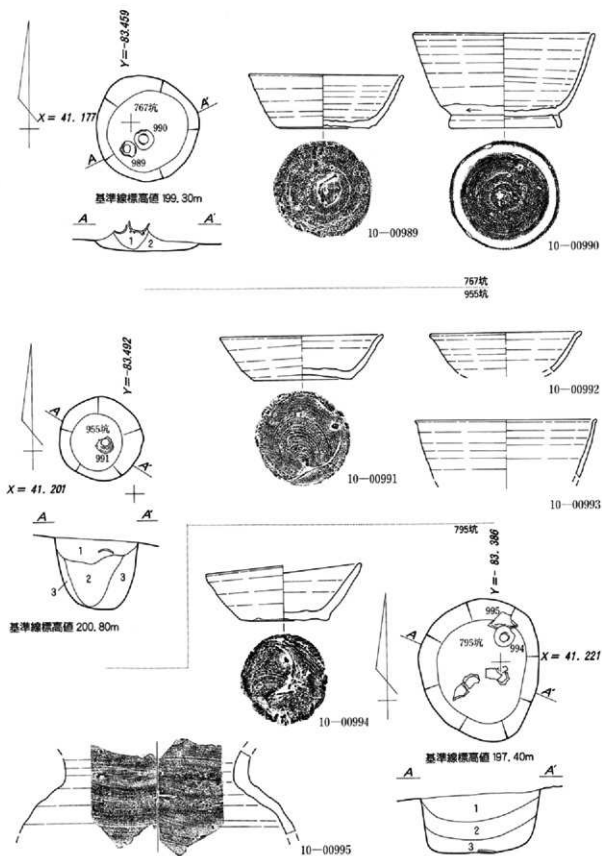 Y=-83.459
X = 41.177
767坑
990
989
A
A'
基準線標高値 199.30m
A
A'
1
2
10-00989
10-00990
767坑
955坑
Y=-83.492
A
955坑
991
A'
X = 41.201
A
A'
1
2
3
3
基準線標高値 200.80m
10-00991
10-00992
10-00993
795坑
Y=-83.386
995
994
795坑
A
X = 41.221
A'
基準線標高値 197.40m
A
A'
1
2
3
10-00994
10-00995